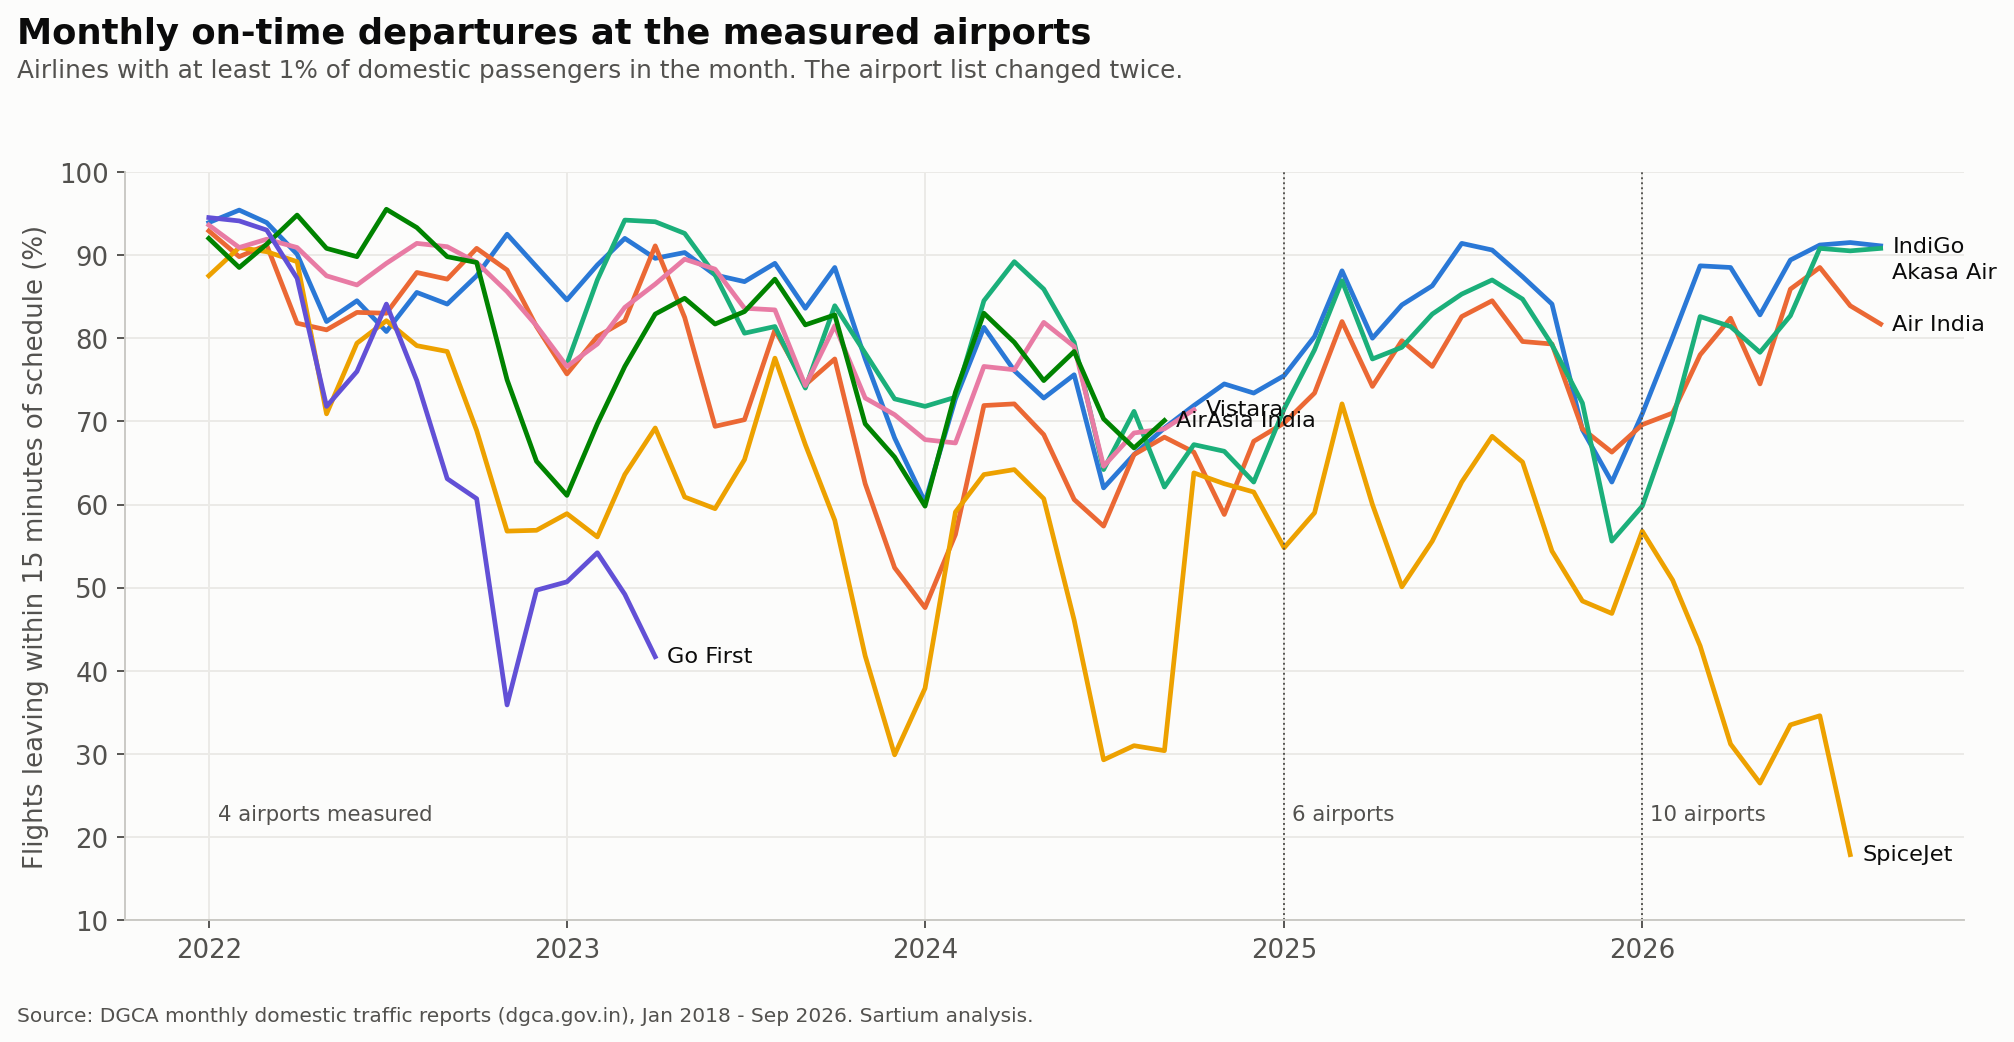 Monthly on-time departures at the measured airports
Airlines with at least 1% of domestic passengers in the month. The airport list changed twice.
Flights leaving within 15 minutes of schedule (%)
100
90
80
70
60
50
40
30
20
10
IndiGo
Akasa Air
Air India
Vistara
AirAsia India
Go First
4 airports measured
6 airports
10 airports
SpiceJet
2022
2023
2024
2025
2026
Source: DGCA monthly domestic traffic reports (dgca.gov.in), Jan 2018 - Sep 2026. Sartium analysis.